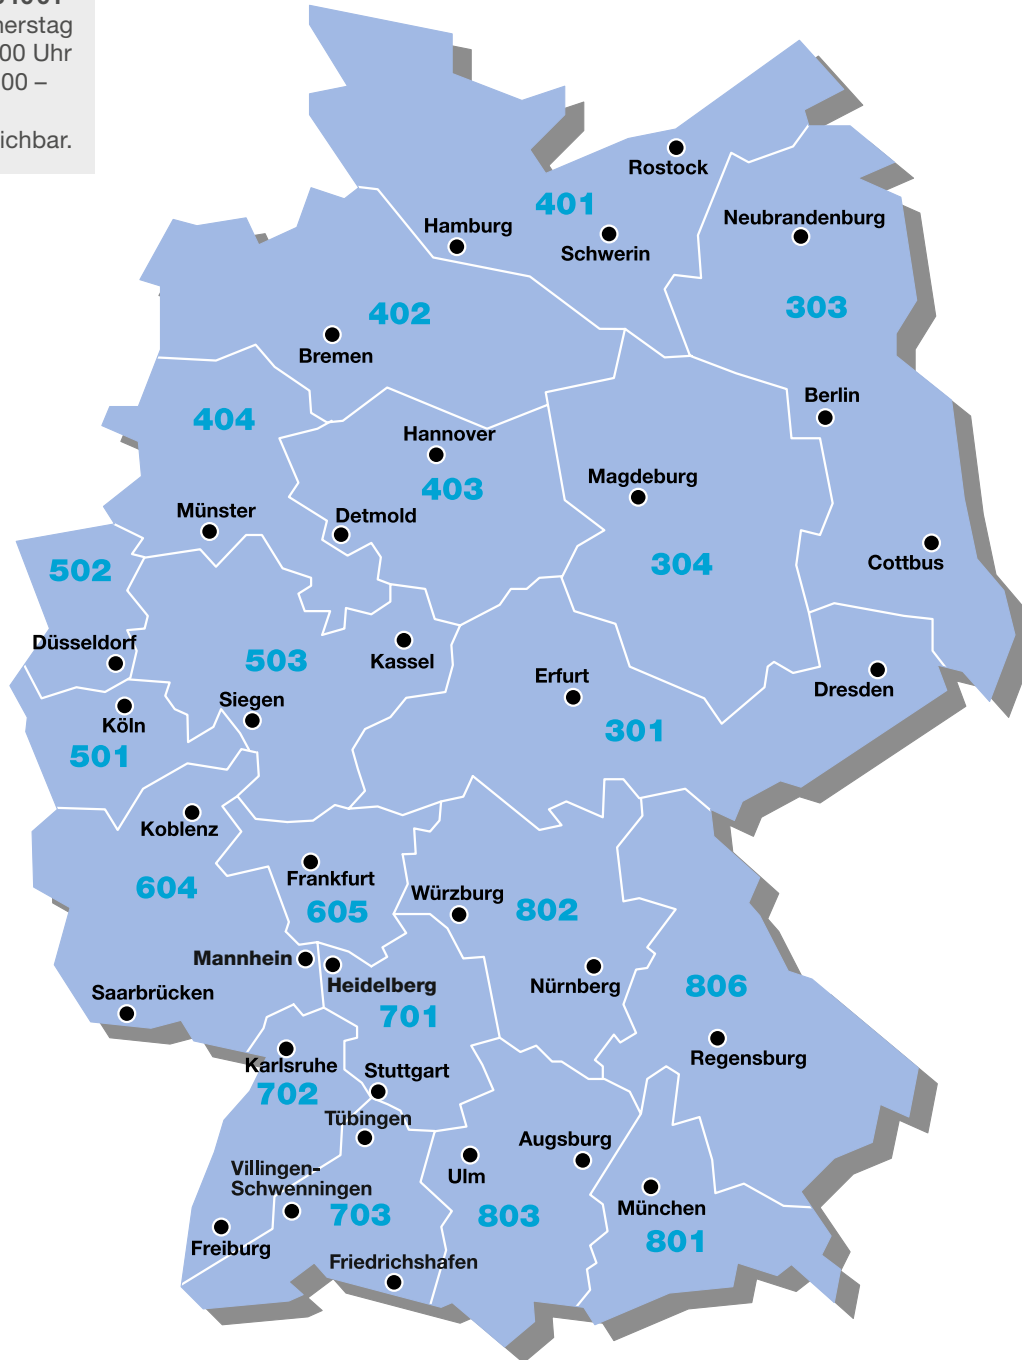 nerstag
00 Uhr
00 –
ichbar.
Rostock
401
Neubrandenburg
Hamburg
Schwerin
303
402
Bremen
Berlin
404
Hannover
Magdeburg
403
Münster
Detmold
Cottbus
304
502
Düsseldorf
503
Kassel
Erfurt
Dresden
Siegen
Köln
301
501
Koblenz
Frankfurt
604
Würzburg
605
802
Mannhein
Heidelberg
Nürnberg
806
Saarbrücken
701
Regensburg
Karlsruhe
Stuttgart
702
Tübingen
Augsburg
Villingen-
Schwenningen
Ulm
München
703
803
801
Freiburg
Friedrichshafen